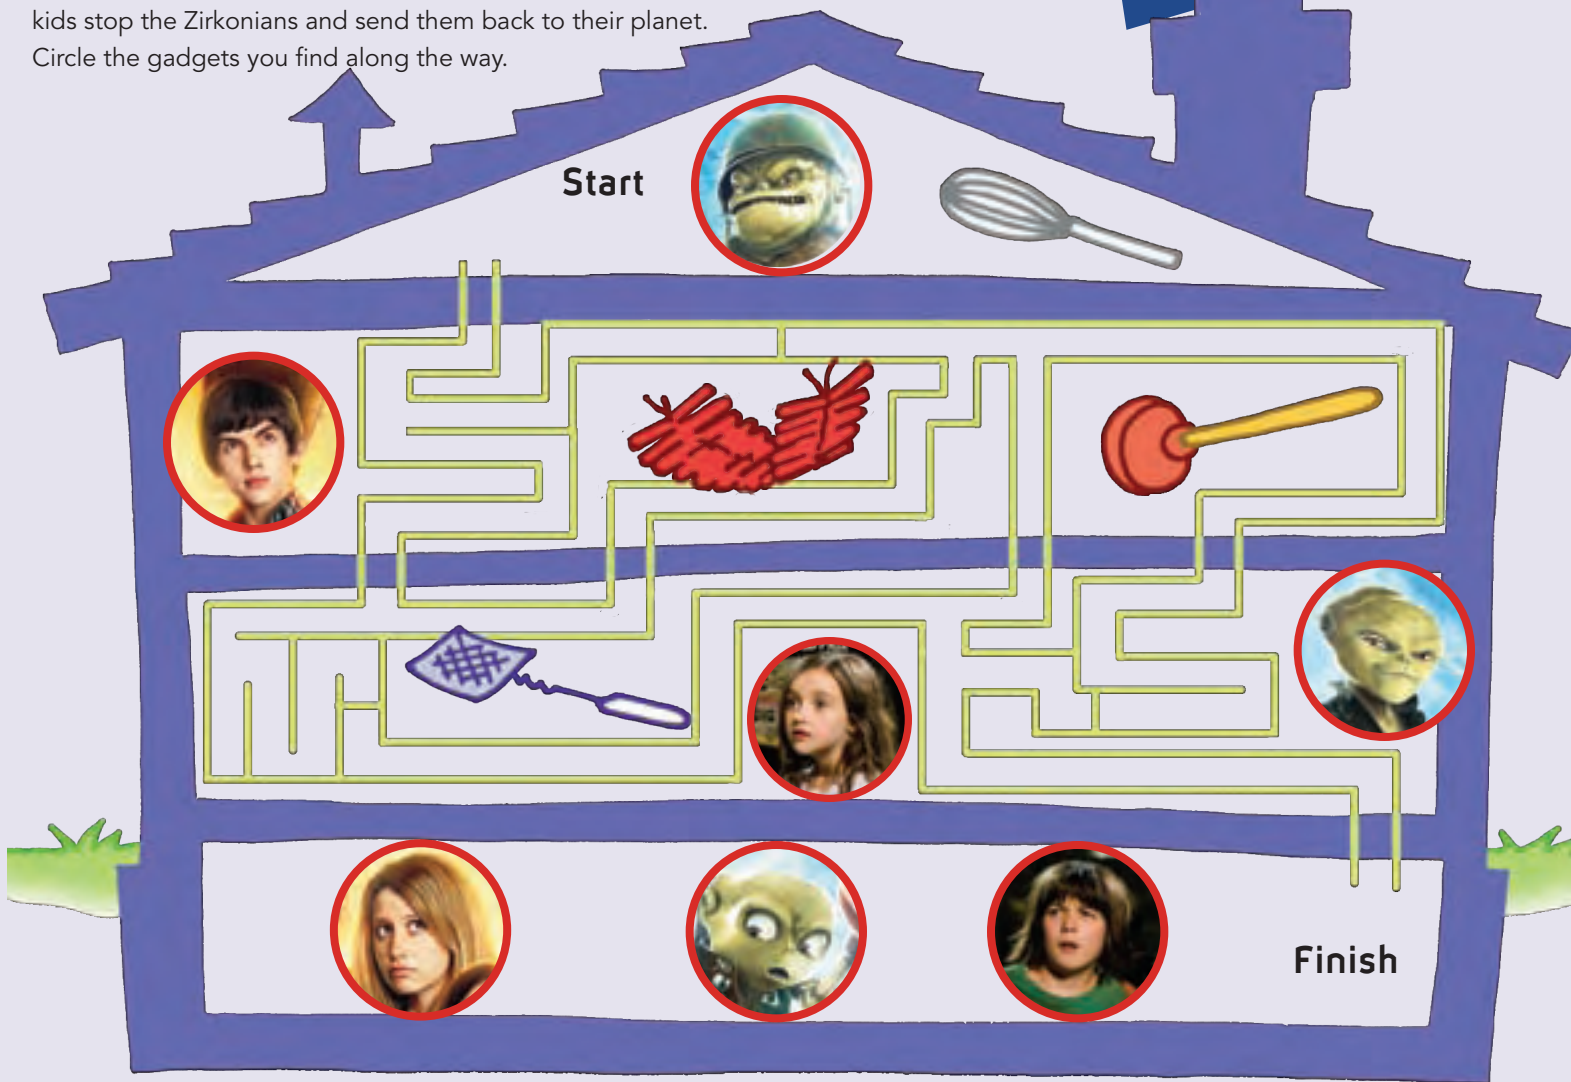 kids stop the Zirkonians and send them back to their planet.
Circle the gadgets you find along the way.
Start
Finish